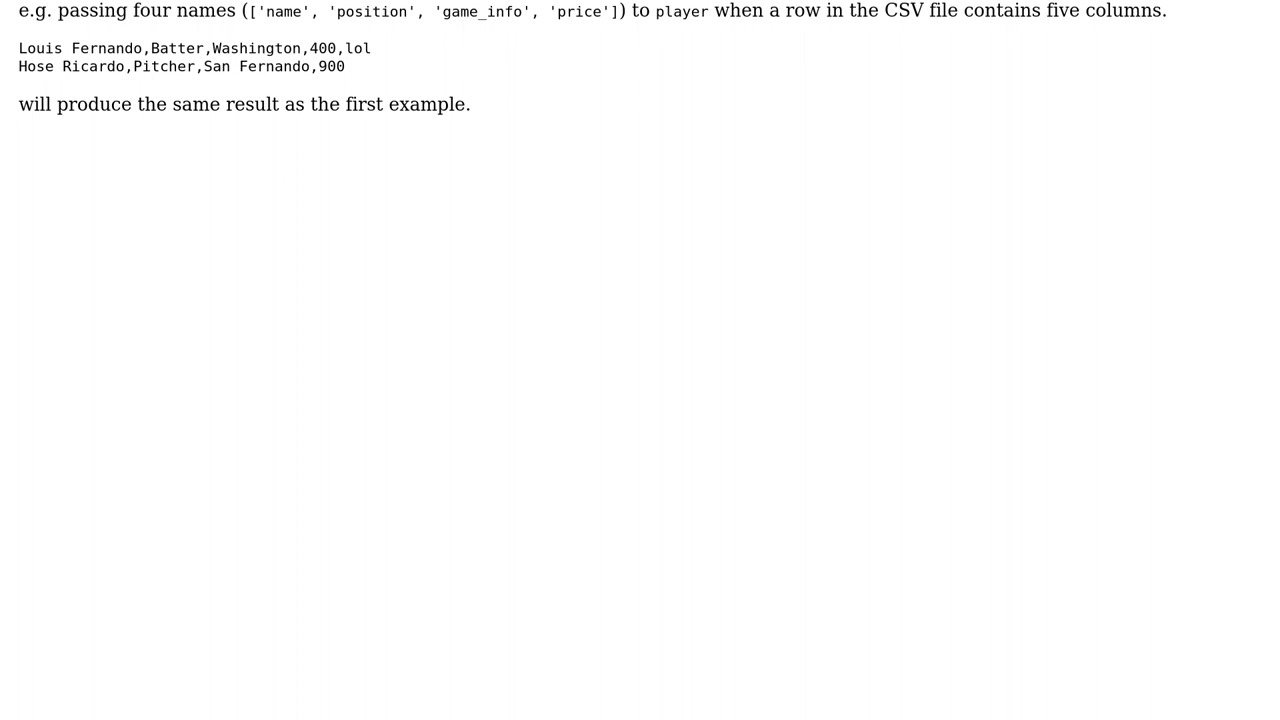 e.g. passing four names (['name', 'position', 'game_info', 'price']) to player when a row in the CSV file contains five columns.
Louis Fernando,Batter,Washington,400,lol
Hose Ricardo,Pitcher,San Fernando,900
will produce the same result as the first example.